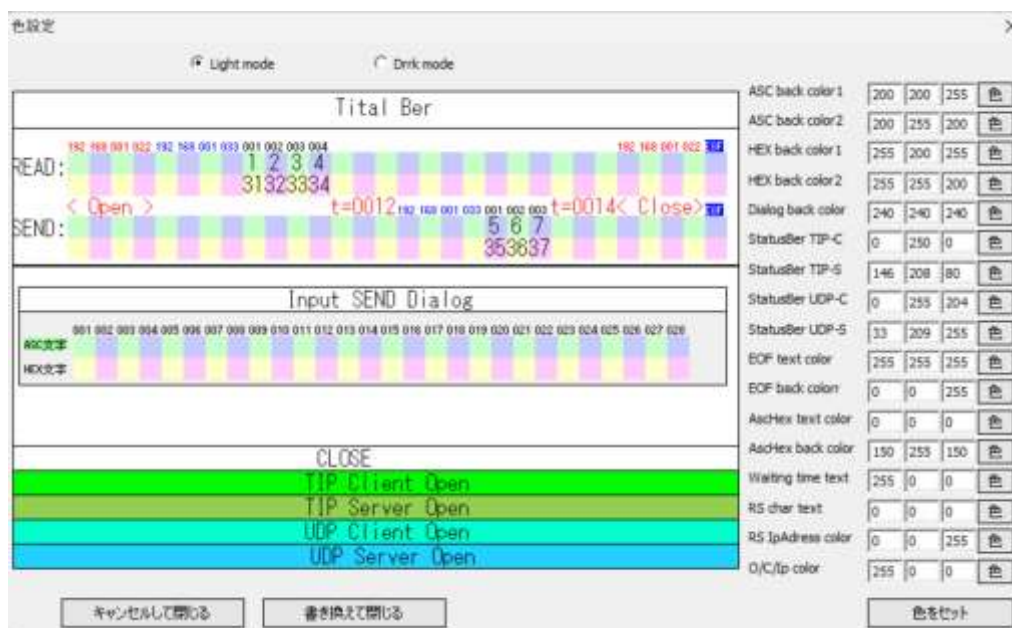 色設定
Light mode
Drrk mode
Tital Ber
192 168 001 022 192 168 001 033 001 002 003 004
192 168 001 022 EOF
READ:
1 2 3 4
31323334
< Open >
t=0012 192 168 001 033 001 002 003 t=0014< Close> EOF
SEND:
5 6 7
353637
Input SEND Dialog
001 002 003 004 005 006 007 008 009 010 011 012 013 014 015 016 017 018 019 020 021 022 023 024 025 026 027 028
ASC文字
HEX文字
CLOSE
TIP Client Open
TIP Server Open
UDP Client Open
UDP Server Open
キャンセルして閉じる
書き換えて閉じる
ASC back color1 200 200 255 色
ASC back color2 200 255 200 色
HEX back color1 255 200 255 色
HEX back color2 255 255 200 色
Dialog back color 240 240 240 色
StatusBer TIP-C 0 250 0 色
StatusBer TIP-S 146 208 80 色
StatusBer UDP-C 0 255 204 色
StatusBer UDP-S 33 209 255 色
EOF text color 255 255 255 色
EOF back colorr 0 0 255 色
AscHex text color 0 0 0 色
AscHex back color 150 255 150 色
Waiting time text 255 0 0 色
RS char text 0 0 0 色
RS IpAdress color 0 0 255 色
O/C/Ip color 255 0 0 色
色をセット